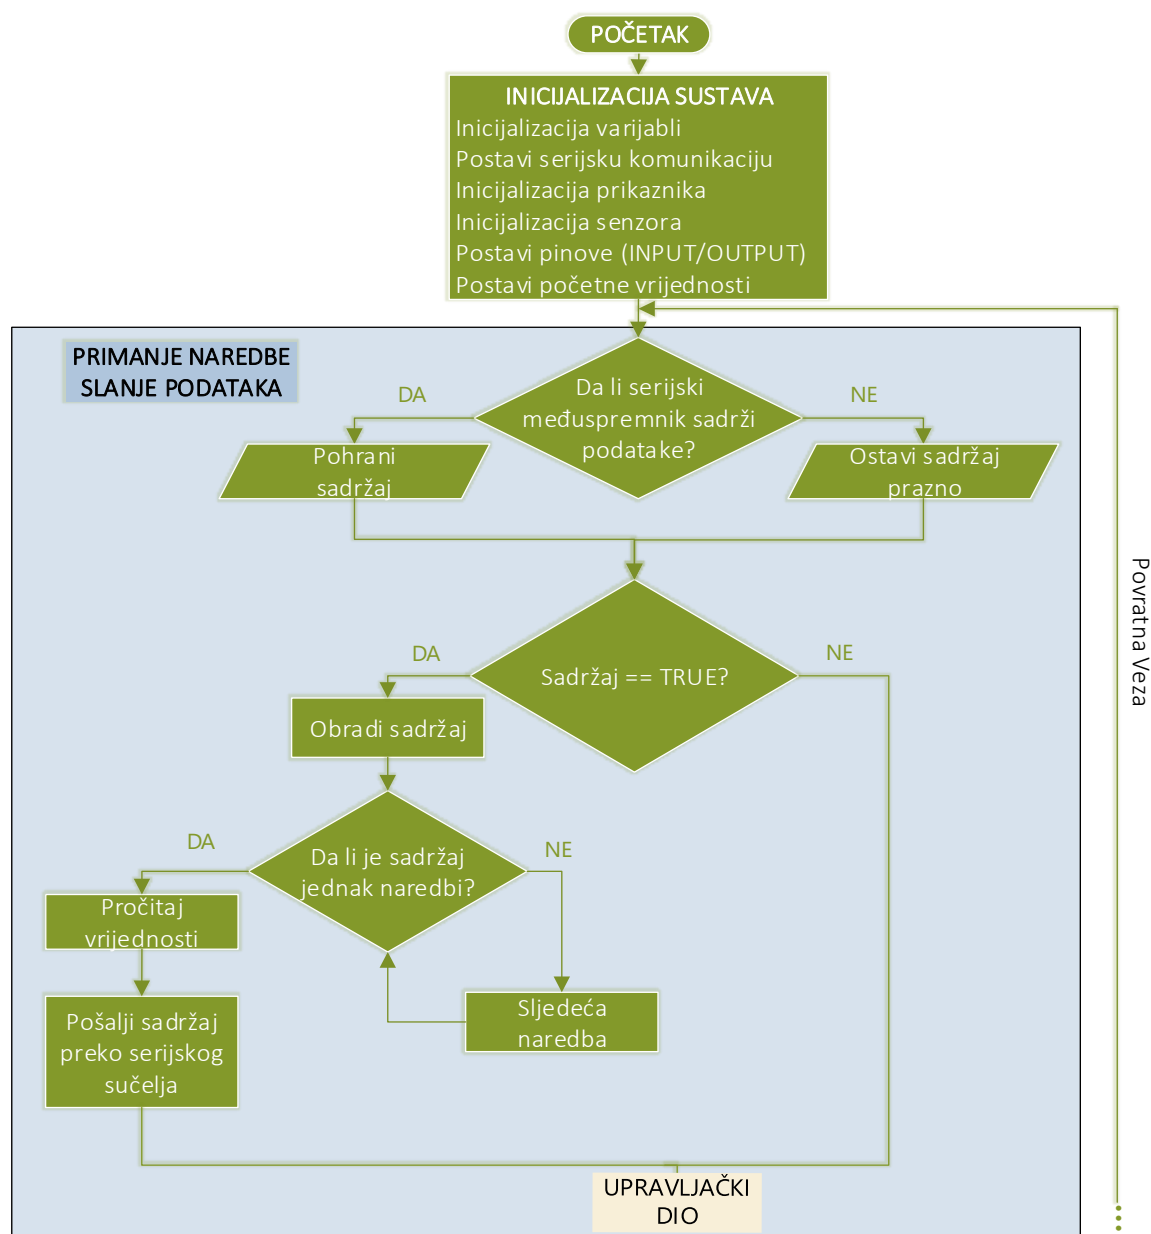 POČETAK
INICIJALIZACIJA SUSTAVA
Inicijalizacija varijabli
Postavi serijsku komunikaciju
Inicijalizacija prikaznika
Inicijalizacija senzora
Postavi pinove (INPUT/OUTPUT)
Postavi početne vrijednosti
PRIMANJE NAREDBE
SLANJE PODATAKA
Da li serijski
međuspremnik sadrži
podatake?
DA
NE
Pohrani
sadržaj
Ostavi sadržaj
prazno
Sadržaj == TRUE?
DA
NE
Obradi sadržaj
Da li je sadržaj
jednak naredbi?
DA
NE
Pročitaj
vrijednosti
Sljedeća
naredba
Pošalji sadržaj
preko serijskog
sučelja
UPRAVLJAČKI
DIO
Povratna Veza